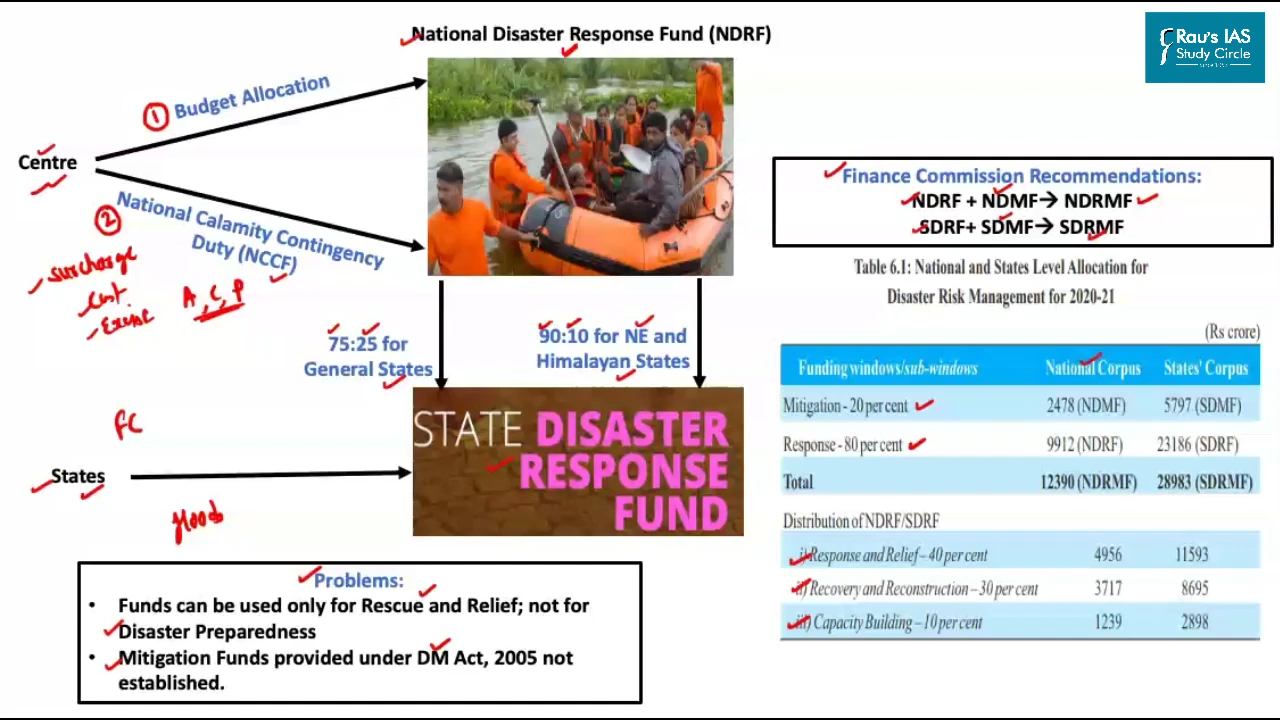 National Disaster Response Fund (NDRF)
Rau's IAS
Study Circle
1 Budget Allocation
Centre
National Calamity Contingency
Duty (NCCF)
2
Surcharge
Cust.
Excise
A, C, P
Finance Commission Recommendations:
NDRF + NDMF→ NDRMF
SDRF+ SDMF→ SDRMF
75:25 for
General States
90:10 for NE and
Himalayan States
FC
States
floods
STATE DISASTER
RESPONSE
FUND
Table 6.1: National and States Level Allocation for
Disaster Risk Management for 2020-21
(Rs crore)
Funding windows/sub-windows National Corpus States' Corpus
Mitigation - 20 per cent 2478 (NDMF) 5797 (SDMF)
Response - 80 per cent 9912 (NDRF) 23186 (SDRF)
Total 12390 (NDRMF) 28983 (SDRMF)
Distribution of NDRF/SDRF
i) Response and Relief – 40 per cent 4956 11593
ii) Recovery and Reconstruction – 30 per cent 3717 8695
iii) Capacity Building – 10 per cent 1239 2898
Problems:
• Funds can be used only for Rescue and Relief; not for
Disaster Preparedness
• Mitigation Funds provided under DM Act, 2005 not
established.